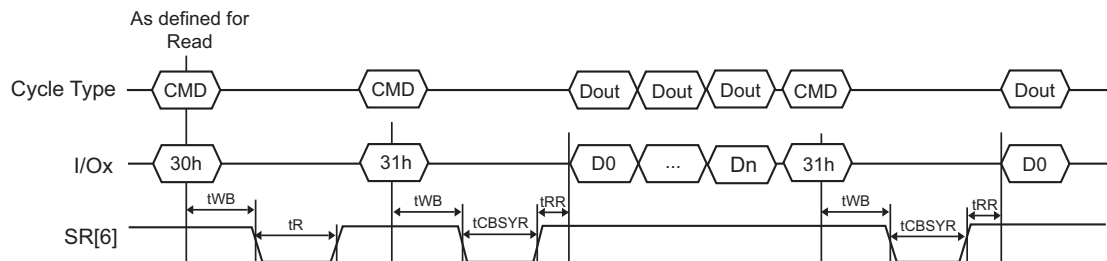 As defined for
Read
Cycle Type CMD CMD Dout Dout Dout CMD Dout
I/Ox 30h 31h D0 ... Dn 31h D0
tWB tR tWB tCBSYR tRR tWB tCBSYR tRR
SR[6]